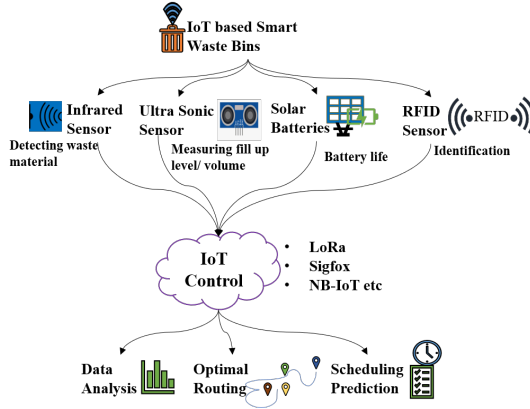 IoT based Smart
Waste Bins
Infrared
Sensor
Detecting waste
material
Ultra Sonic
Sensor
Measuring fill up
level/ volume
Solar
Batteries
Battery life
RFID
Sensor
RFID
Identification
IoT
Control
• LoRa
• Sigfox
• NB-IoT etc
Data
Analysis
Optimal
Routing
Scheduling
Prediction